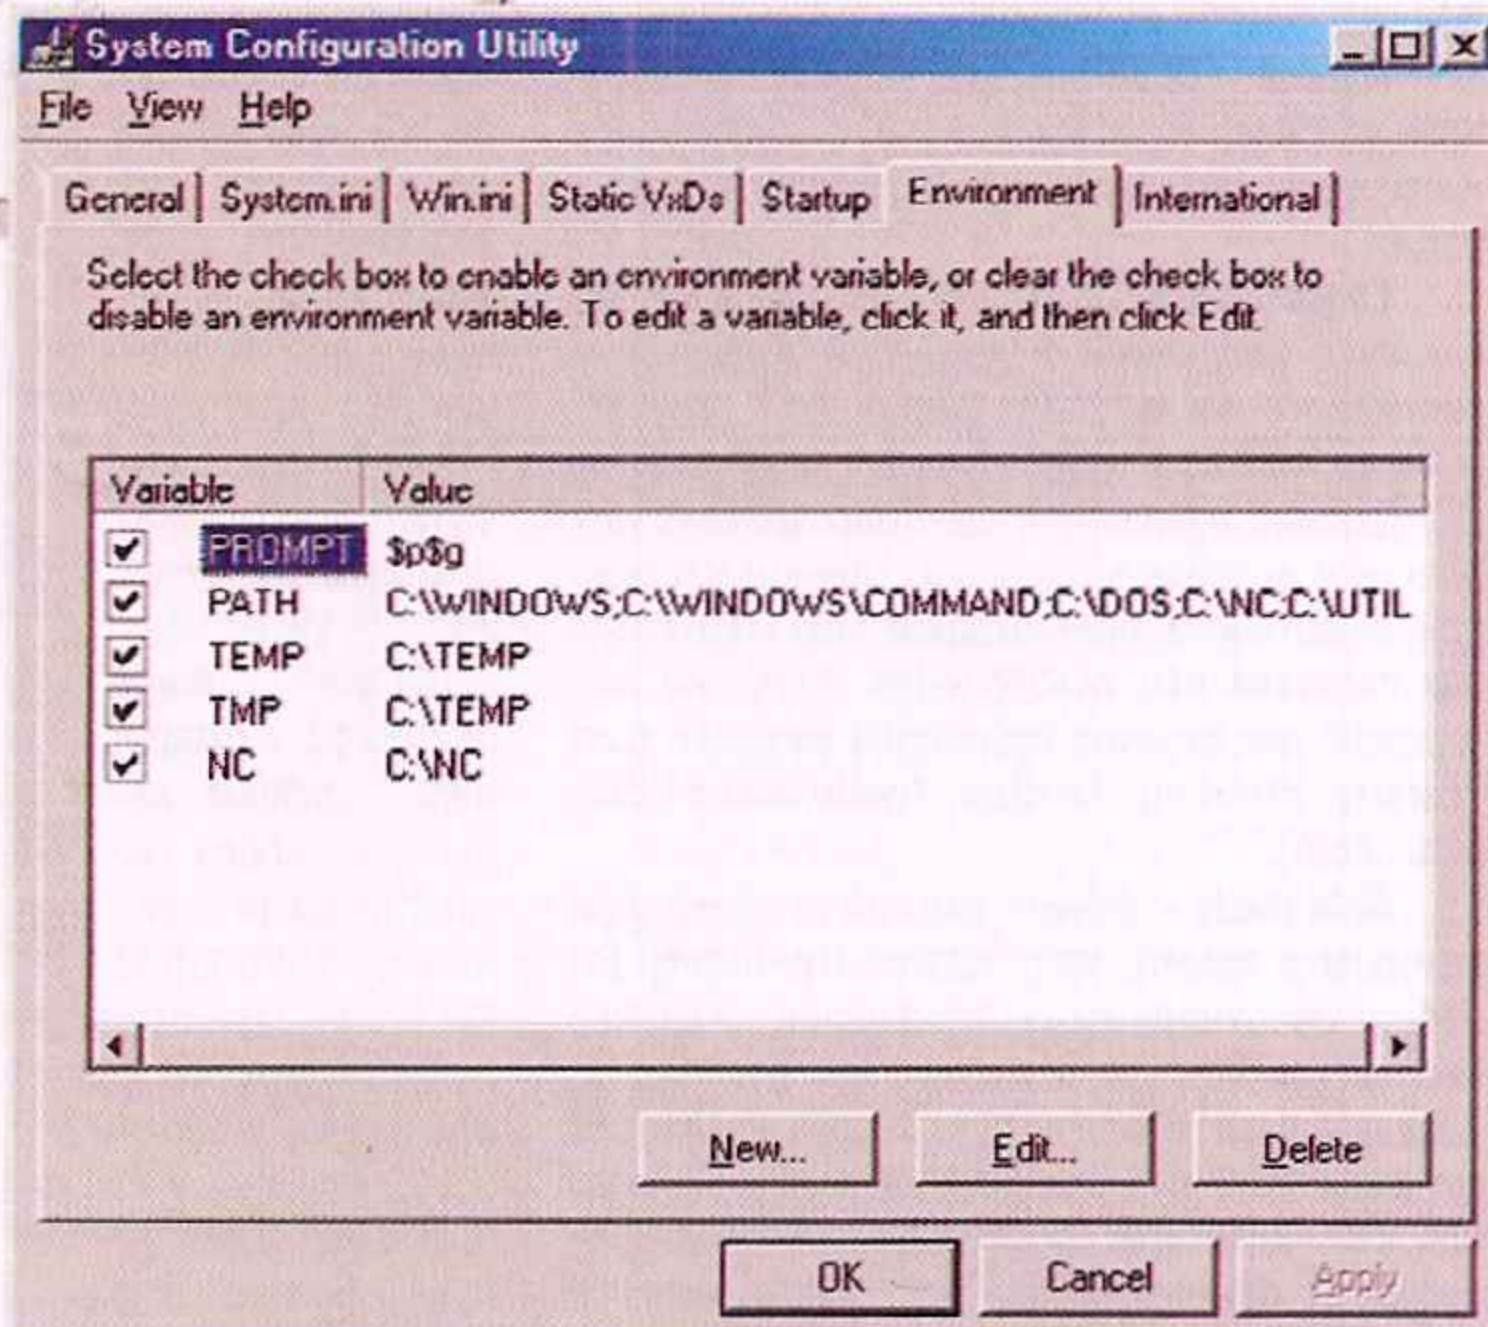 System Configuration Utility
File View Help
General System.ini Win.ini Static VxDs Startup Environment International
Select the check box to enable an environment variable, or clear the check box to
disable an environment variable. To edit a variable, click it, and then click Edit.
Variable Value
PROMPT $p$g
PATH C:\WINDOWS;C:\WINDOWS\COMMAND;C:\DOS;C:\NC;C:\UTIL
TEMP C:\TEMP
TMP C:\TEMP
NC C:\NC
New... Edit... Delete
OK Cancel Apply